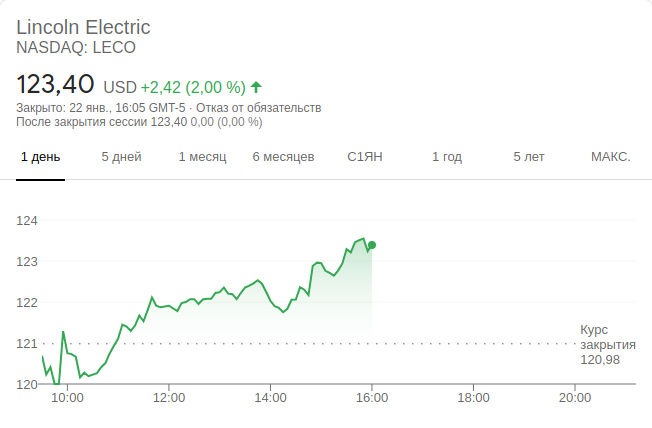 Lincoln Electric
NASDAQ: LECO
123,40 USD +2,42 (2,00 %)
Закрыто: 22 янв., 16:05 GMT-5 · Отказ от обязательств
После закрытия сессии 123,40 0,00 (0,00 %)
1 день 5 дней 1 месяц 6 месяцев С1ЯН 1 год 5 лет МАКС.
124
123
122
121
120
Курс
закрытия
120,98
10:00 12:00 14:00 16:00 18:00 20:00